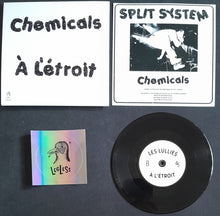 Chemicals
À L'étroit
SPLIT SYSTEM
Chemicals
LES LULLIES
À L'ÉTROIT